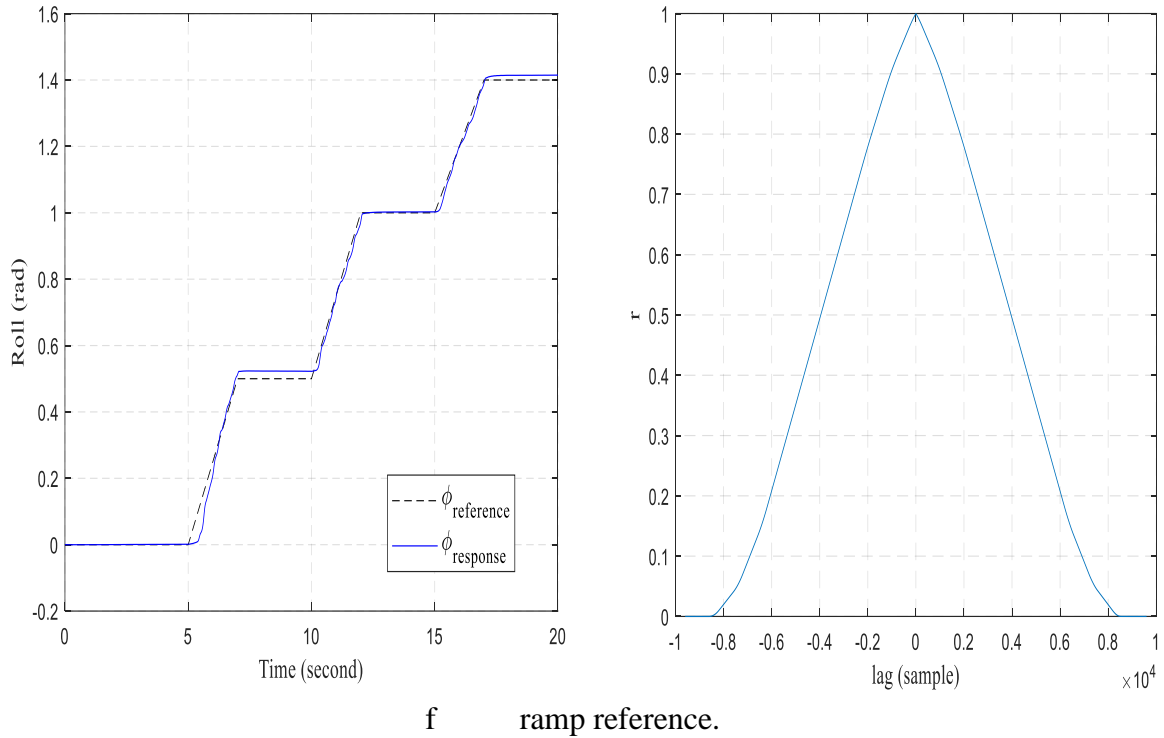 1.6
1.4
1.2
1
0.8
0.6
0.4
0.2
0
-0.2
Roll (rad)
0 5 10 15 20
Time (second)
ϕreference
ϕresponse
1
0.9
0.8
0.7
0.6
0.5
0.4
0.3
0.2
0.1
0
r
-1 -0.8 -0.6 -0.4 -0.2 0 0.2 0.4 0.6 0.8 1
lag (sample)
×10^4
f ramp reference.